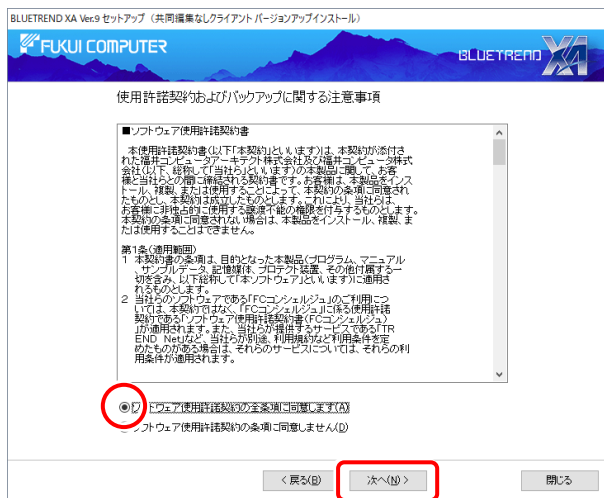 BLUETREND XA Ver.9 セットアップ （共同編集なしクライアント バージョンアップインストール）
FUKUI COMPUTER
BLUETREND XA
使用許諾契約およびバックアップに関する注意事項
■ソフトウェア使用許諾契約書
本使用許諾契約(以下「本契約」といいます)は、本契約が添付さ
れた福井コンピュータアーキテクト株式会社及び福井コンピュータ株式
会社(以下、総称して「当社ら」といいます)の本製品に関して、お客
様と当社らとの間に締結される契約書です。お客様は、本製品をインス
トール、複製、または使用することによって、本契約の条項に同意され
たものとし、本契約は成立したものとします。これにより、当社らは、
お客様に非独占的に使用する譲渡不能の権限を付与するものとします。
本契約の条項に同意されない場合は、本製品をインストール、複製、ま
たは使用することはできません。
第1条(適用範囲)
1 本契約書の条項は、目的となった本製品(プログラム、マニュアル
、サンプルデータ、記憶媒体、プロテクト装置、その他付属する一
切を含み、以下総称して「本ソフトウェア」といいます)に適用さ
れるものとします。
2 当社らのソフトウェアである「FCコンシェルジュ」のご利用につ
いては、本契約ではなく、「FCコンシェルジュ」に係る使用許諾
契約である「ソフトウェア使用許諾契約書(FCコンシェルジュ)
」が適用されます。また、当社らが提供するサービスである「TR
END Net」など、当社らが別途、利用規約など利用条件を定
めたものがある場合は、それらのサービスについては、それらの利
用条件が適用されます。
ソフトウェア使用許諾契約の全条項に同意します(A)
ソフトウェア使用許諾契約の条項に同意しません(D)
< 戻る(B)
次へ(N) >
閉じる